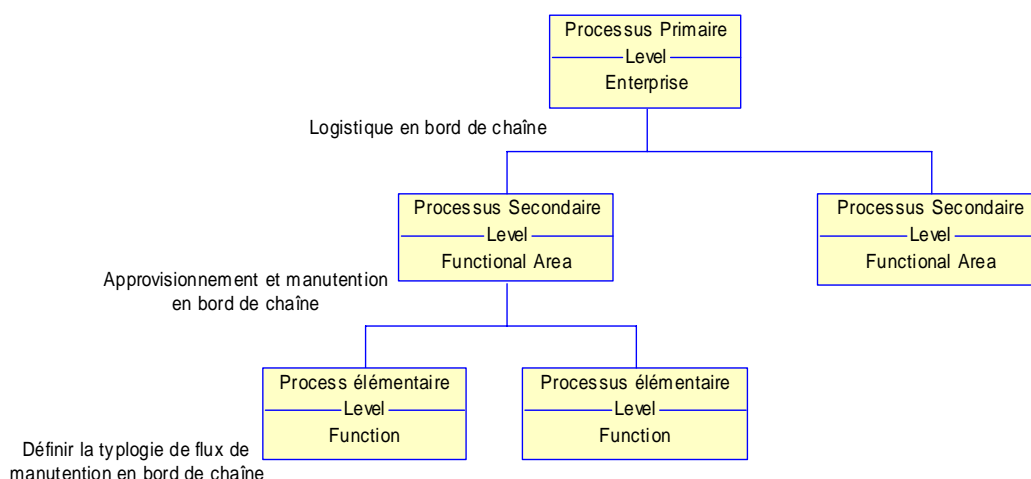 Processus Primaire
Level
Enterprise
Logistique en bord de chaîne
Processus Secondaire
Level
Functional Area
Processus Secondaire
Level
Functional Area
Approvisionnement et manutention
en bord de chaîne
Process élémentaire
Level
Function
Processus élémentaire
Level
Function
Définir la typlogie de flux de
manutention en bord de chaîne